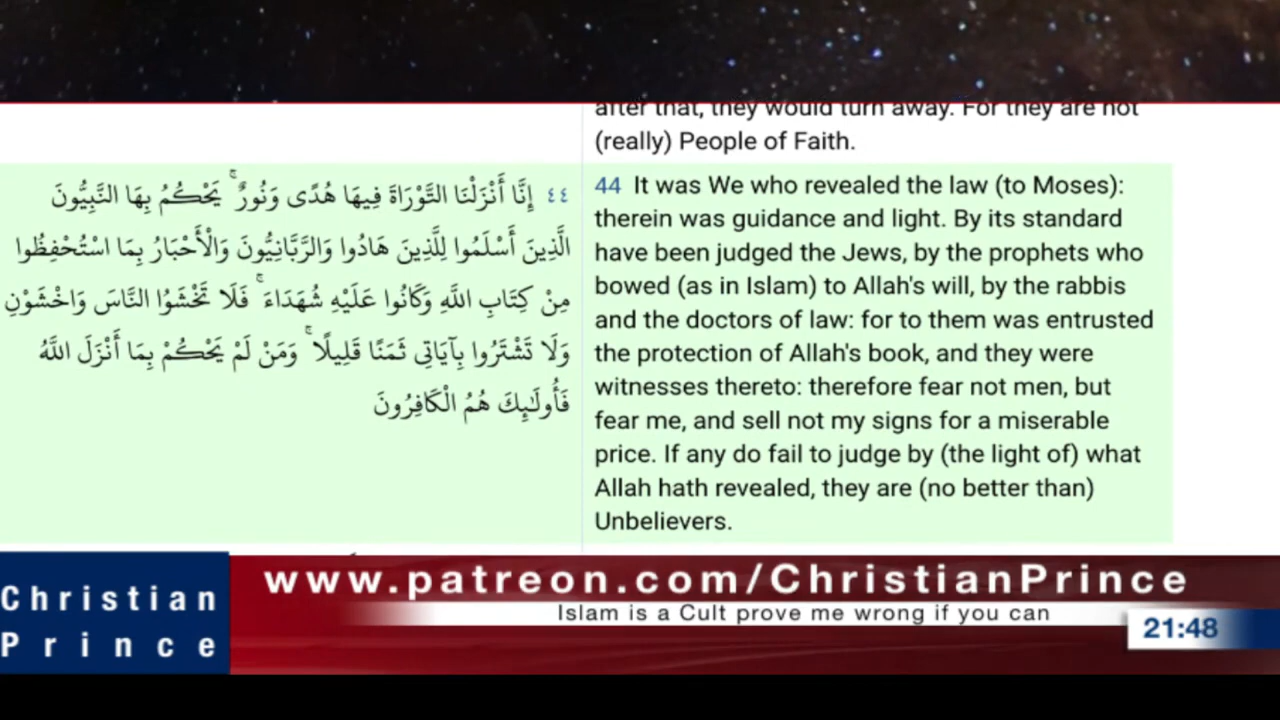 after that, they would turn away. For they are not
(really) People of Faith.
٤٤ إِنَّا أَنْزَلْنَا التَّوْرَاةَ فِيهَا هُدًى وَنُورٌ ۚ يَحْكُمُ بِهَا النَّبِيُّونَ
الَّذِينَ أَسْلَمُوا لِلَّذِينَ هَادُوا وَالرَّبَّانِيُّونَ وَالْأَحْبَارُ بِمَا اسْتُحْفِظُوا
مِنْ كِتَابِ اللَّهِ وَكَانُوا عَلَيْهِ شُهَدَاءَ ۚ فَلَا تَخْشَوُا النَّاسَ وَاخْشَوْنِ
وَلَا تَشْتَرُوا بِآيَاتِي ثَمَنًا قَلِيلًا ۚ وَمَنْ لَمْ يَحْكُمْ بِمَا أَنْزَلَ اللَّهُ
فَأُولَٰئِكَ هُمُ الْكَافِرُونَ
44 It was We who revealed the law (to Moses):
therein was guidance and light. By its standard
have been judged the Jews, by the prophets who
bowed (as in Islam) to Allah's will, by the rabbis
and the doctors of law: for to them was entrusted
the protection of Allah's book, and they were
witnesses thereto: therefore fear not men, but
fear me, and sell not my signs for a miserable
price. If any do fail to judge by (the light of) what
Allah hath revealed, they are (no better than)
Unbelievers.
Christian
Prince
www.patreon.com/ChristianPrince
Islam is a Cult prove me wrong if you can
21:48